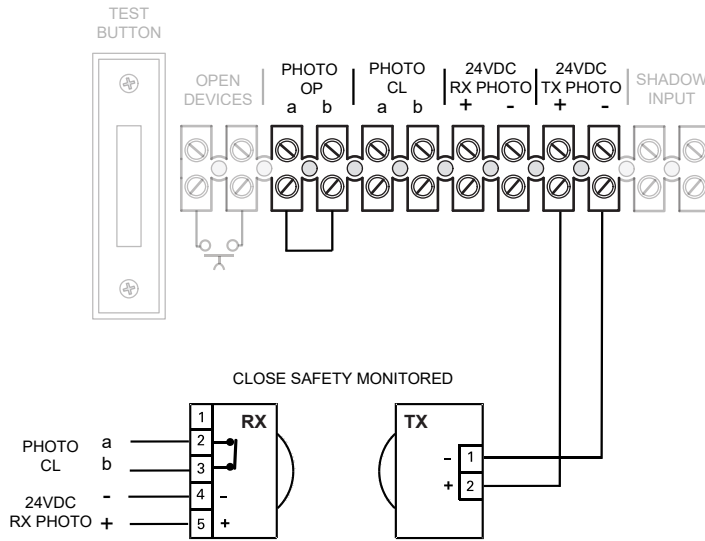 TEST
BUTTON
OPEN
DEVICES
PHOTO
OP
a b
PHOTO
CL
a b
24VDC
RX PHOTO
+ -
24VDC
TX PHOTO
+ -
SHADOW
INPUT
CLOSE SAFETY MONITORED
PHOTO
CL
a
b
24VDC
RX PHOTO
-
+
RX
1
2
3
4 -
5 +
TX
- 1
+ 2